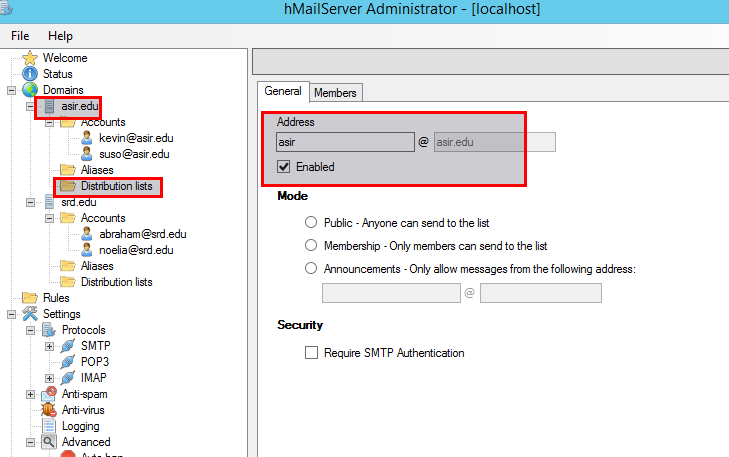 hMailServer Administrator - [localhost]
File Help
Welcome
Status
Domains
asir.edu
Accounts
kevin@asir.edu
suso@asir.edu
Aliases
Distribution lists
srd.edu
Accounts
abraham@srd.edu
noelia@srd.edu
Aliases
Distribution lists
Rules
Settings
Protocols
SMTP
POP3
IMAP
Anti-spam
Anti-virus
Logging
Advanced
Auto-ban
General Members
Address
asir @ asir.edu
Enabled
Mode
Public - Anyone can send to the list
Membership - Only members can send to the list
Announcements - Only allow messages from the following address:
@
Security
Require SMTP Authentication